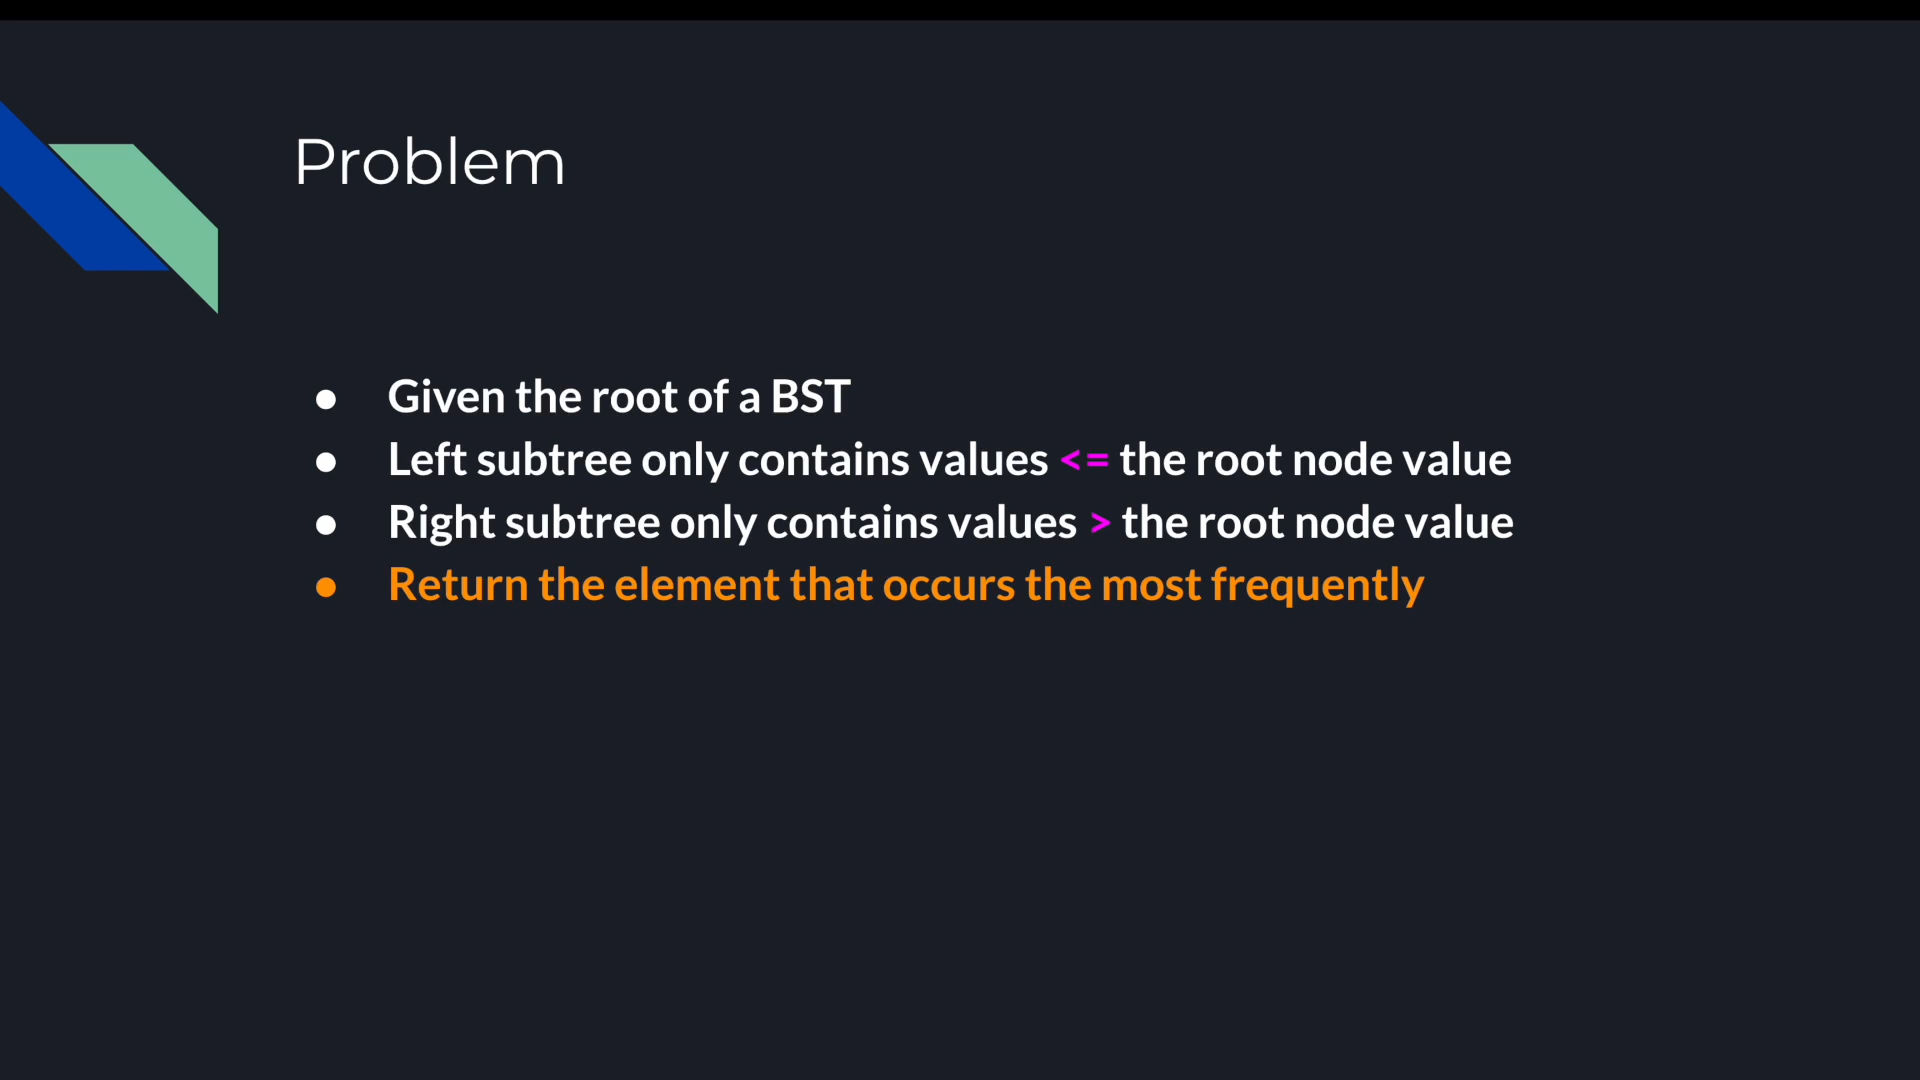 Problem
● Given the root of a BST
● Left subtree only contains values <= the root node value
● Right subtree only contains values > the root node value
● Return the element that occurs the most frequently